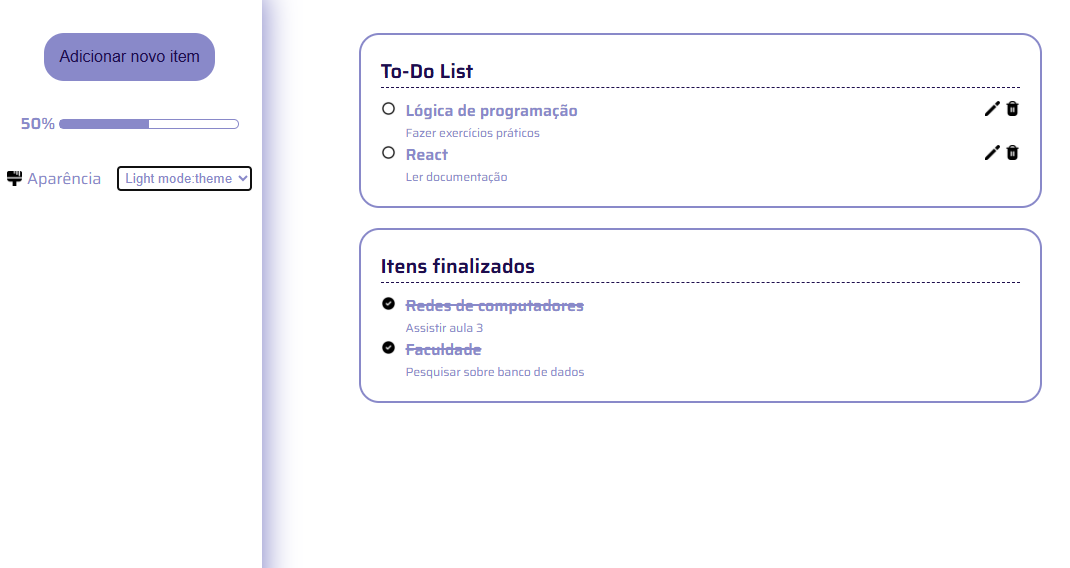 Adicionar novo item
50%
Aparência
Light mode:theme
To-Do List
Lógica de programação
Fazer exercícios práticos
React
Ler documentação
Itens finalizados
Redes de computadores
Assistir aula 3
Faculdade
Pesquisar sobre banco de dados